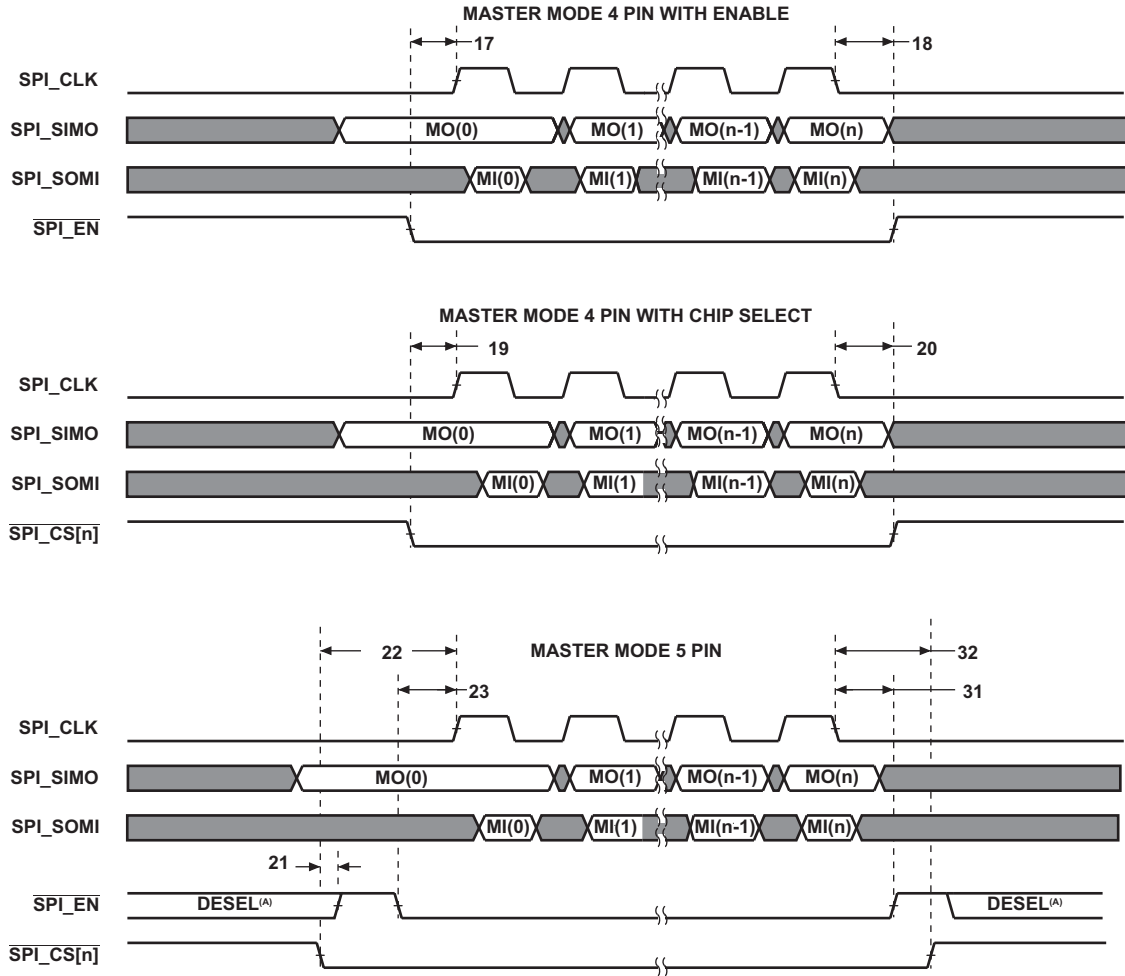 MASTER MODE 4 PIN WITH ENABLE
17
18
SPI_CLK
SPI_SIMO
MO(0)
MO(1)
MO(n-1)
MO(n)
SPI_SOMI
MI(0)
MI(1)
MI(n-1)
MI(n)
SPI_EN
MASTER MODE 4 PIN WITH CHIP SELECT
19
20
SPI_CLK
SPI_SIMO
MO(0)
MO(1)
MO(n-1)
MO(n)
SPI_SOMI
MI(0)
MI(1)
MI(n-1)
MI(n)
SPI_CS[n]
22
MASTER MODE 5 PIN
32
23
31
SPI_CLK
SPI_SIMO
MO(0)
MO(1)
MO(n-1)
MO(n)
SPI_SOMI
MI(0)
MI(1)
MI(n-1)
MI(n)
21
SPI_EN
DESEL(A)
DESEL(A)
SPI_CS[n]